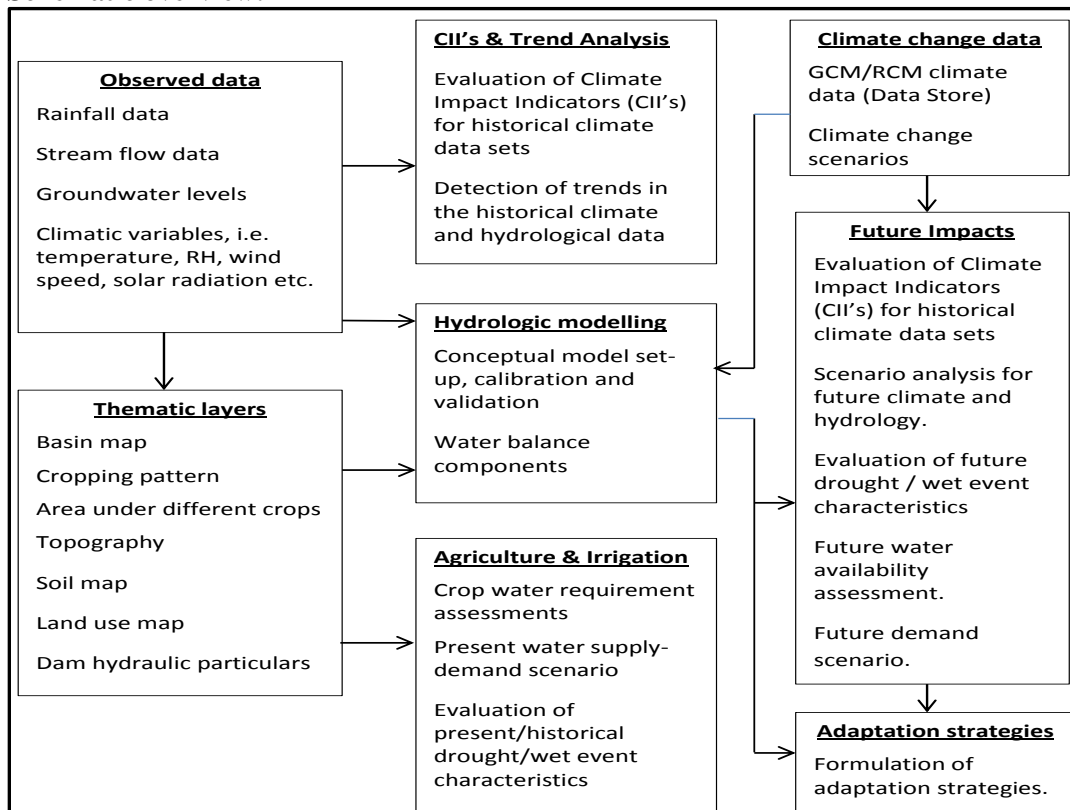 Observed data
Rainfall data
Stream flow data
Groundwater levels
Climatic variables, i.e.
temperature, RH, wind
speed, solar radiation etc.
Thematic layers
Basin map
Cropping pattern
Area under different crops
Topography
Soil map
Land use map
Dam hydraulic particulars
CII's & Trend Analysis
Evaluation of Climate
Impact Indicators (CII's)
for historical climate
data sets
Detection of trends in
the historical climate
and hydrological data
Hydrologic modelling
Conceptual model set-
up, calibration and
validation
Water balance
components
Agriculture & Irrigation
Crop water requirement
assessments
Present water supply-
demand scenario
Evaluation of
present/historical
drought/wet event
characteristics
Climate change data
GCM/RCM climate
data (Data Store)
Climate change
scenarios
Future Impacts
Evaluation of Climate
Impact Indicators
(CII's) for historical
climate data sets
Scenario analysis for
future climate and
hydrology.
Evaluation of future
drought / wet event
characteristics
Future water
availability
assessment.
Future demand
scenario.
Adaptation strategies
Formulation of
adaptation strategies.